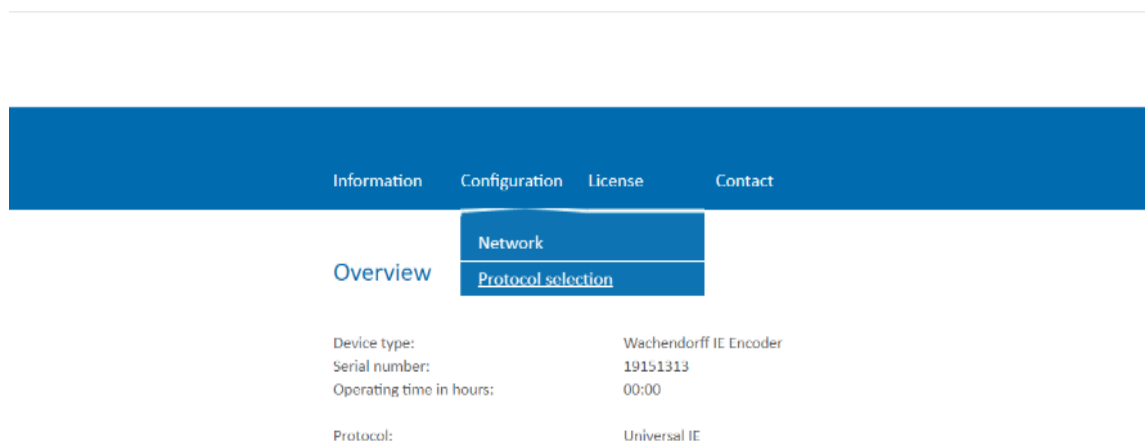 Information Configuration License Contact
Network
Overview
Protocol selection
Device type: Wachendorff IE Encoder
Serial number: 19151313
Operating time in hours: 00:00
Protocol: Universal IE